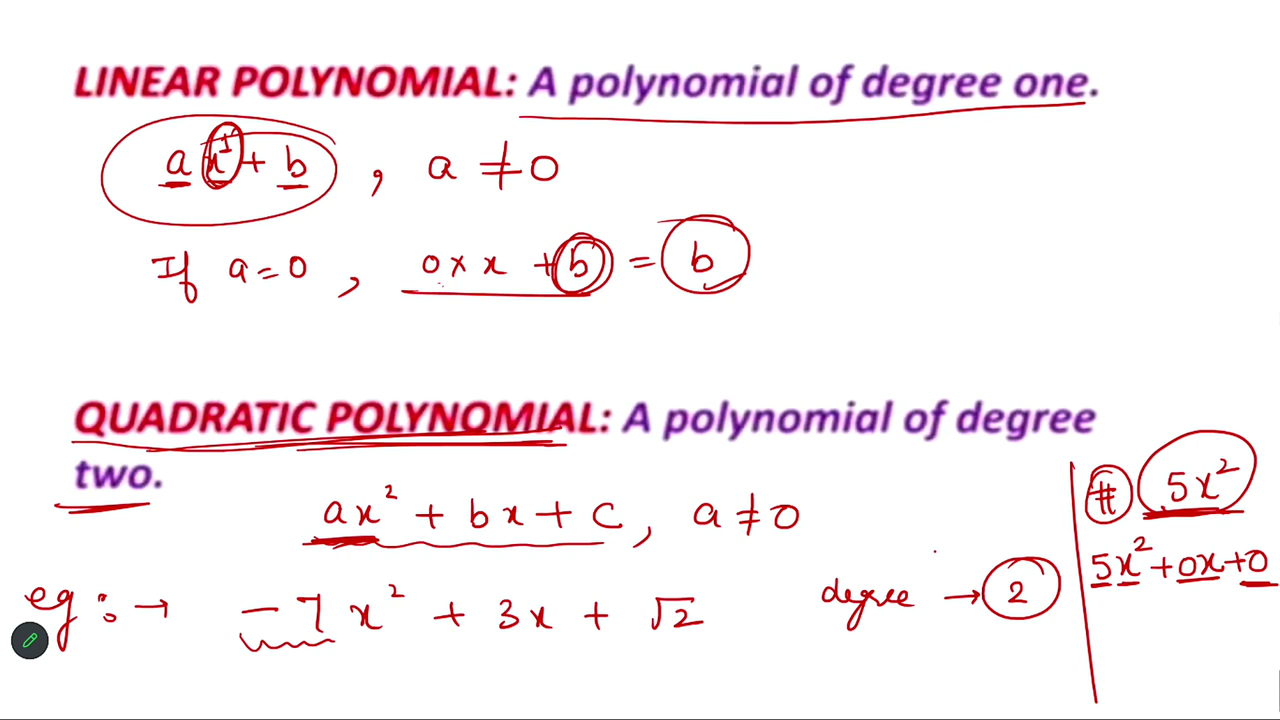 LINEAR POLYNOMIAL: A polynomial of degree one.
ax¹ + b , a ≠ 0
If a = 0 , 0 × x + b = b
QUADRATIC POLYNOMIAL: A polynomial of degree
two.
ax² + bx + c , a ≠ 0
eg :→ -7x² + 3x + √2
degree → 2
# 5x²
5x² + 0x + 0